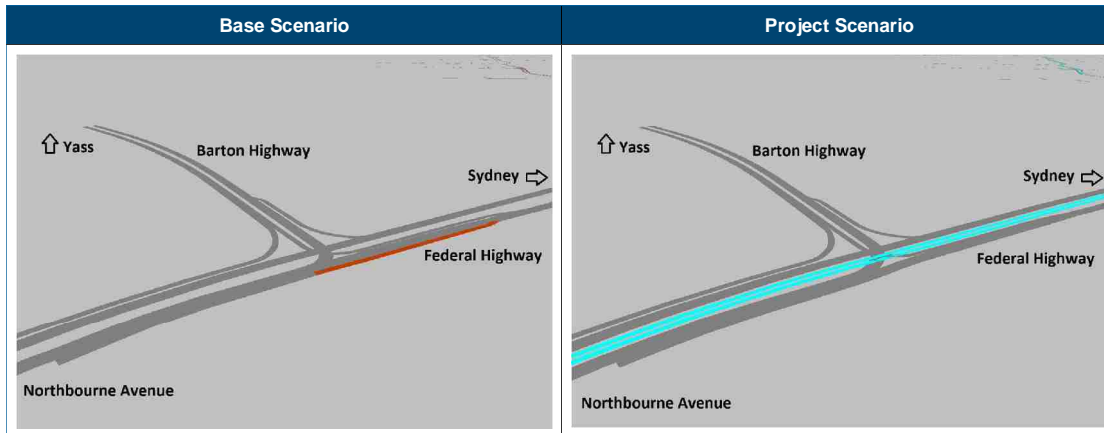 Base Scenario
Project Scenario
Yass
Barton Highway
Sydney
Federal Highway
Northbourne Avenue
Yass
Barton Highway
Sydney
Federal Highway
Northbourne Avenue